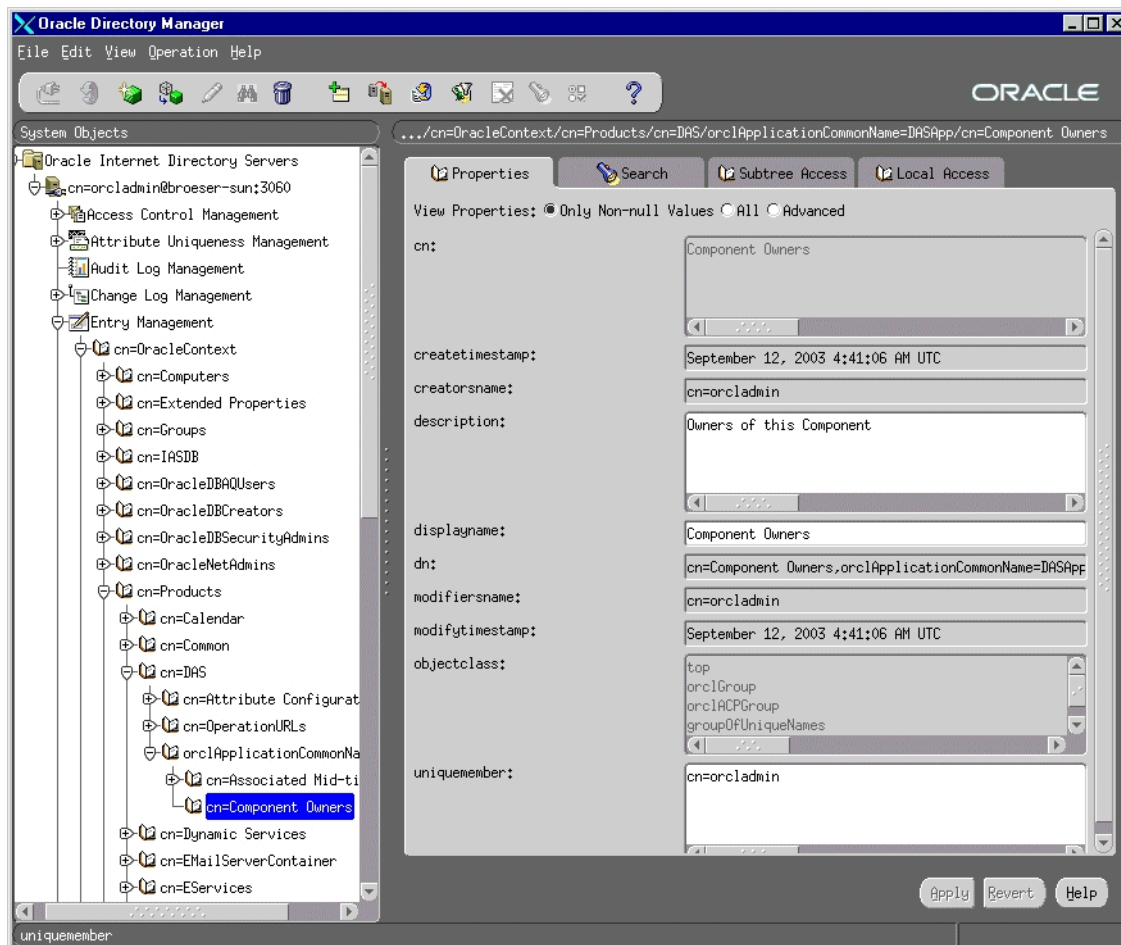 Oracle Directory Manager
File Edit View Operation Help
ORACLE
System Objects
Oracle Internet Directory Servers
cn=orcladmin@broeser-sun:3060
Access Control Management
Attribute Uniqueness Management
Audit Log Management
Change Log Management
Entry Management
cn=OracleContext
cn=Computers
cn=Extended Properties
cn=Groups
cn=IASDB
cn=OracleDBAQUsers
cn=OracleDBCreators
cn=OracleDBSecurityAdmins
cn=OracleNetAdmins
cn=Products
cn=Calendar
cn=Common
cn=DAS
cn=Attribute Configurat
cn=OperationURLs
orclApplicationCommonNa
cn=Associated Mid-ti
cn=Component Owners
cn=Dynamic Services
cn=EMailServerContainer
cn=EServices
.../cn=OracleContext/cn=Products/cn=DAS/orclApplicationCommonName=DASApp/cn=Component Owners
Properties Search Subtree Access Local Access
View Properties: Only Non-null Values All Advanced
cn: Component Owners
createtimestamp: September 12, 2003 4:41:06 AM UTC
creatorsname: cn=orcladmin
description: Owners of this Component
displayname: Component Owners
dn: cn=Component Owners,orclApplicationCommonName=DASApp
modifiersname: cn=orcladmin
modifytimestamp: September 12, 2003 4:41:06 AM UTC
objectclass: top
orclGroup
orclACPGroup
groupOfUniqueNames
uniquemember: cn=orcladmin
Apply Revert Help
uniquemember